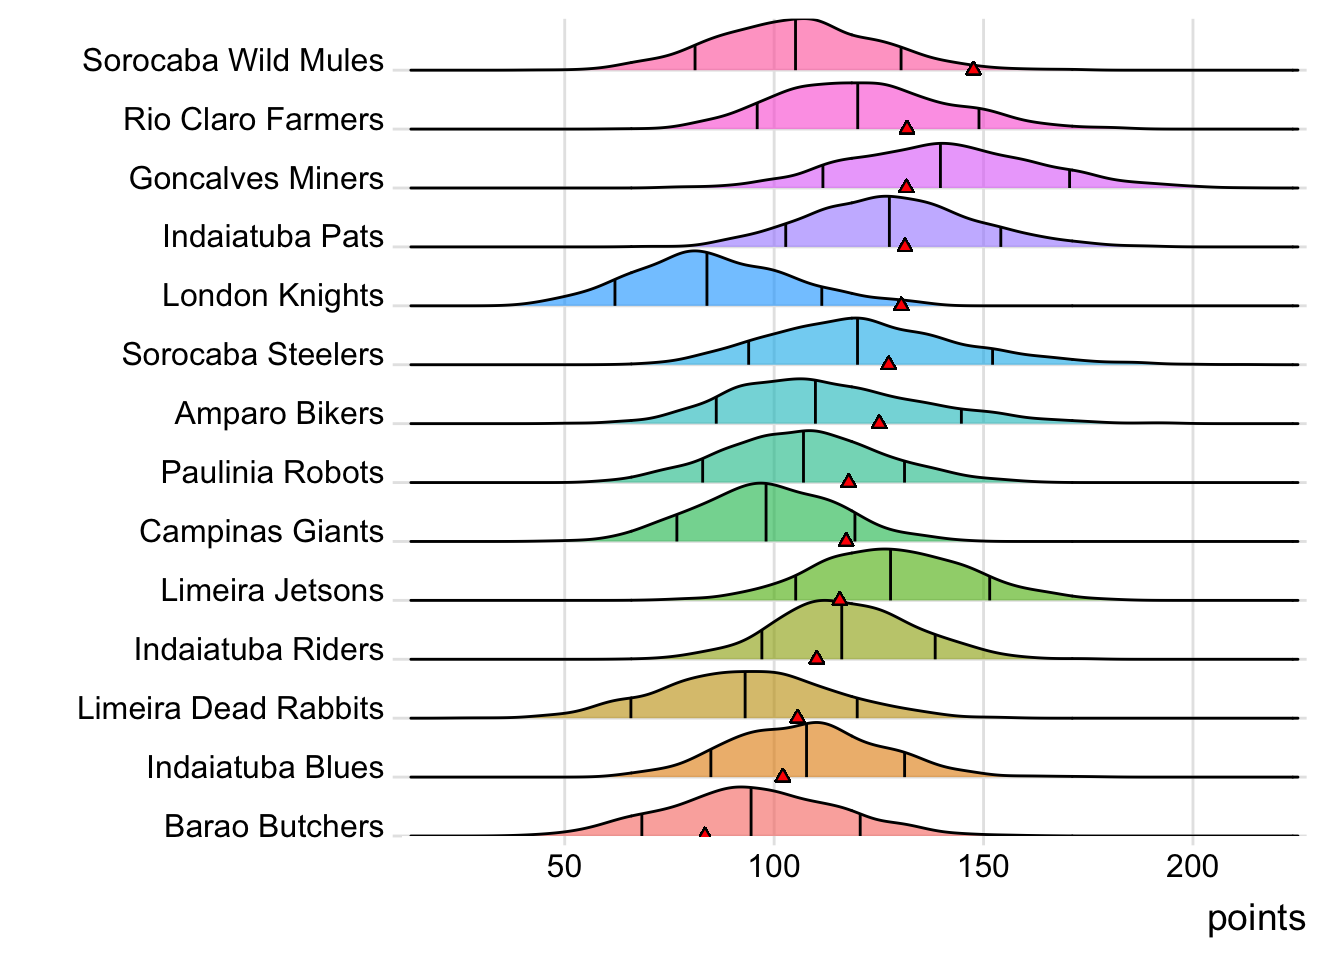 Sorocaba Wild Mules
Rio Claro Farmers
Goncalves Miners
Indaiatuba Pats
London Knights
Sorocaba Steelers
Amparo Bikers
Paulinia Robots
Campinas Giants
Limeira Jetsons
Indaiatuba Riders
Limeira Dead Rabbits
Indaiatuba Blues
Barao Butchers
50 100 150 200
points